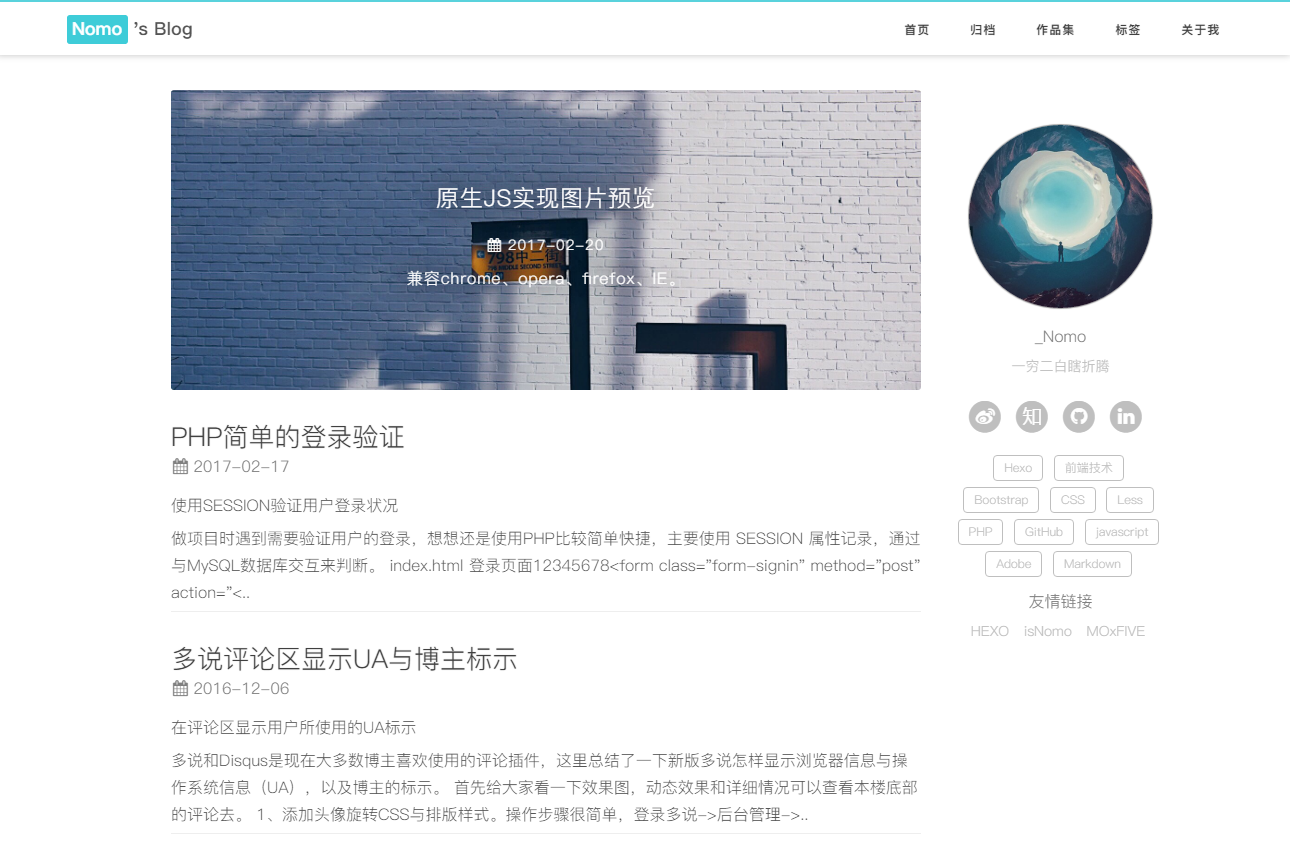 Nomo 's Blog
首页 归档 作品集 标签 关于我
原生JS实现图片预览
2017-02-20
798中二街
798 MIDDLE SECOND STREET
兼容chrome、opera、firefox、IE。
PHP简单的登录验证
2017-02-17
使用SESSION验证用户登录状况
做项目时遇到需要验证用户的登录，想想还是使用PHP比较简单快捷，主要使用 SESSION 属性记录，通过
与MySQL数据库交互来判断。 index.html 登录页面12345678<form class="form-signin" method="post"
action="<..
多说评论区显示UA与博主标示
2016-12-06
在评论区显示用户所使用的UA标示
多说和Disqus是现在大多数博主喜欢使用的评论插件，这里总结了一下新版多说怎样显示浏览器信息与操
作系统信息（UA），以及博主的标示。 首先给大家看一下效果图，动态效果和详细情况可以查看本楼底部
的评论去。 1、添加头像旋转CSS与排版样式。操作步骤很简单，登录多说->后台管理->..
_Nomo
一穷二白瞎折腾
知 in
Hexo 前端技术
Bootstrap CSS Less
PHP GitHub javascript
Adobe Markdown
友情链接
HEXO isNomo MOxFIVE